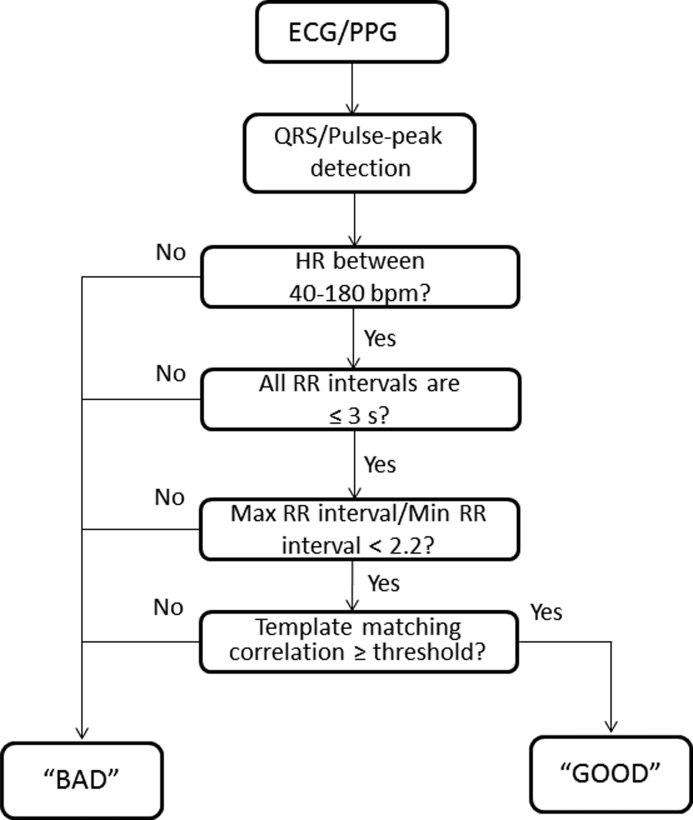 ECG/PPG
QRS/Pulse-peak
detection
No
HR between
40-180 bpm?
Yes
No
All RR intervals are
≤ 3 s?
Yes
No
Max RR interval/Min RR
interval < 2.2?
Yes
No
Template matching
correlation ≥ threshold?
Yes
“BAD”
“GOOD”